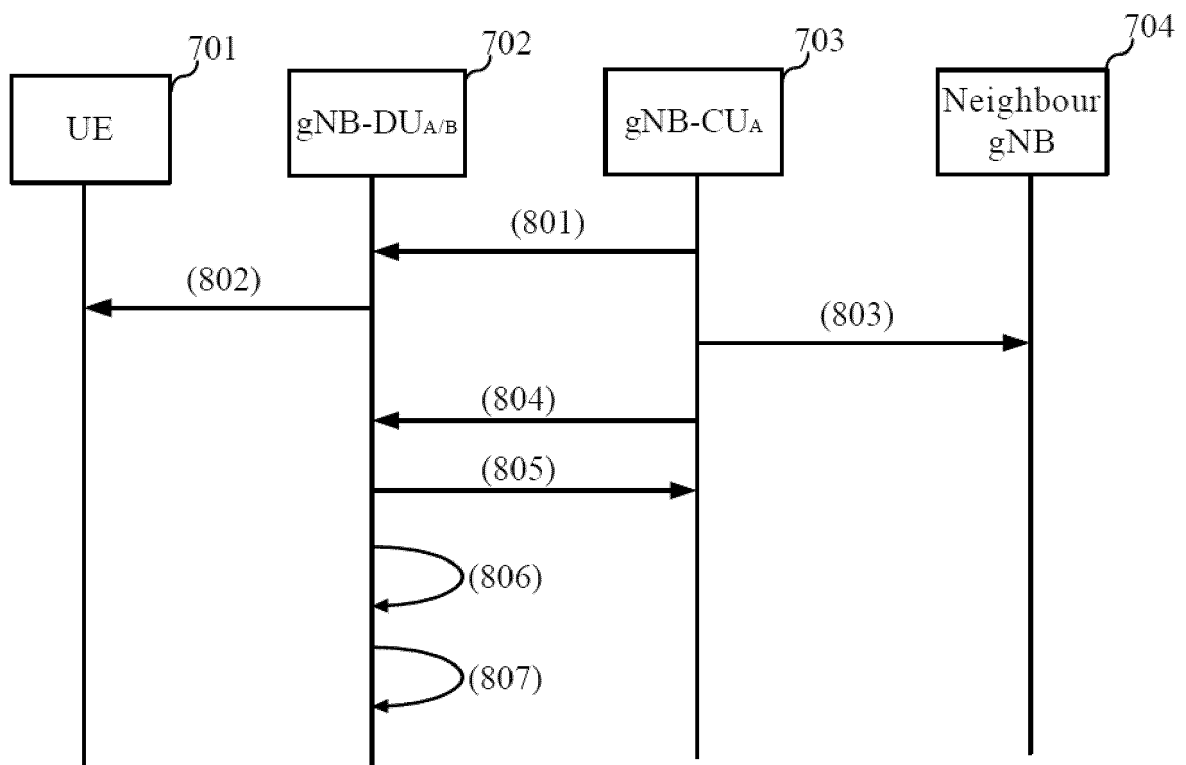 701
702
703
704
UE
gNB-DUA/B
gNB-CUA
Neighbour
gNB
(801)
(802)
(803)
(804)
(805)
(806)
(807)